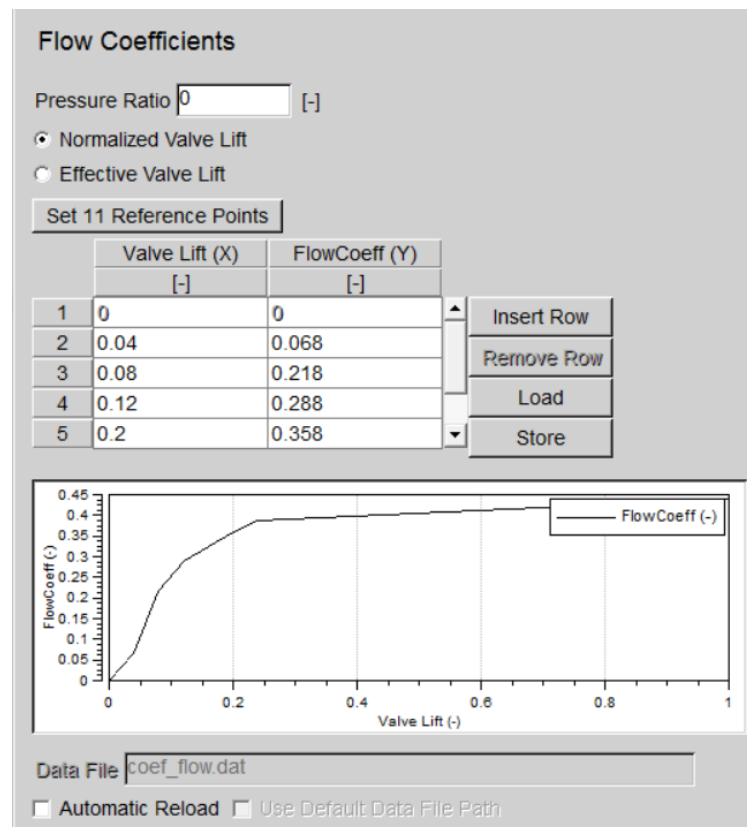 Flow Coefficients
Pressure Ratio 0 [-]
Normalized Valve Lift
Effective Valve Lift
Set 11 Reference Points
Valve Lift (X) FlowCoeff (Y)
[-] [-]
1 0 0
2 0.04 0.068
3 0.08 0.218
4 0.12 0.288
5 0.2 0.358
Insert Row
Remove Row
Load
Store
0.45
0.4
0.35
0.3
0.25
0.2
0.15
0.1
0.05
0
FlowCoeff (-)
FlowCoeff (-)
0 0.2 0.4 0.6 0.8 1
Valve Lift (-)
Data File coef_flow.dat
Automatic Reload Use Default Data File Path